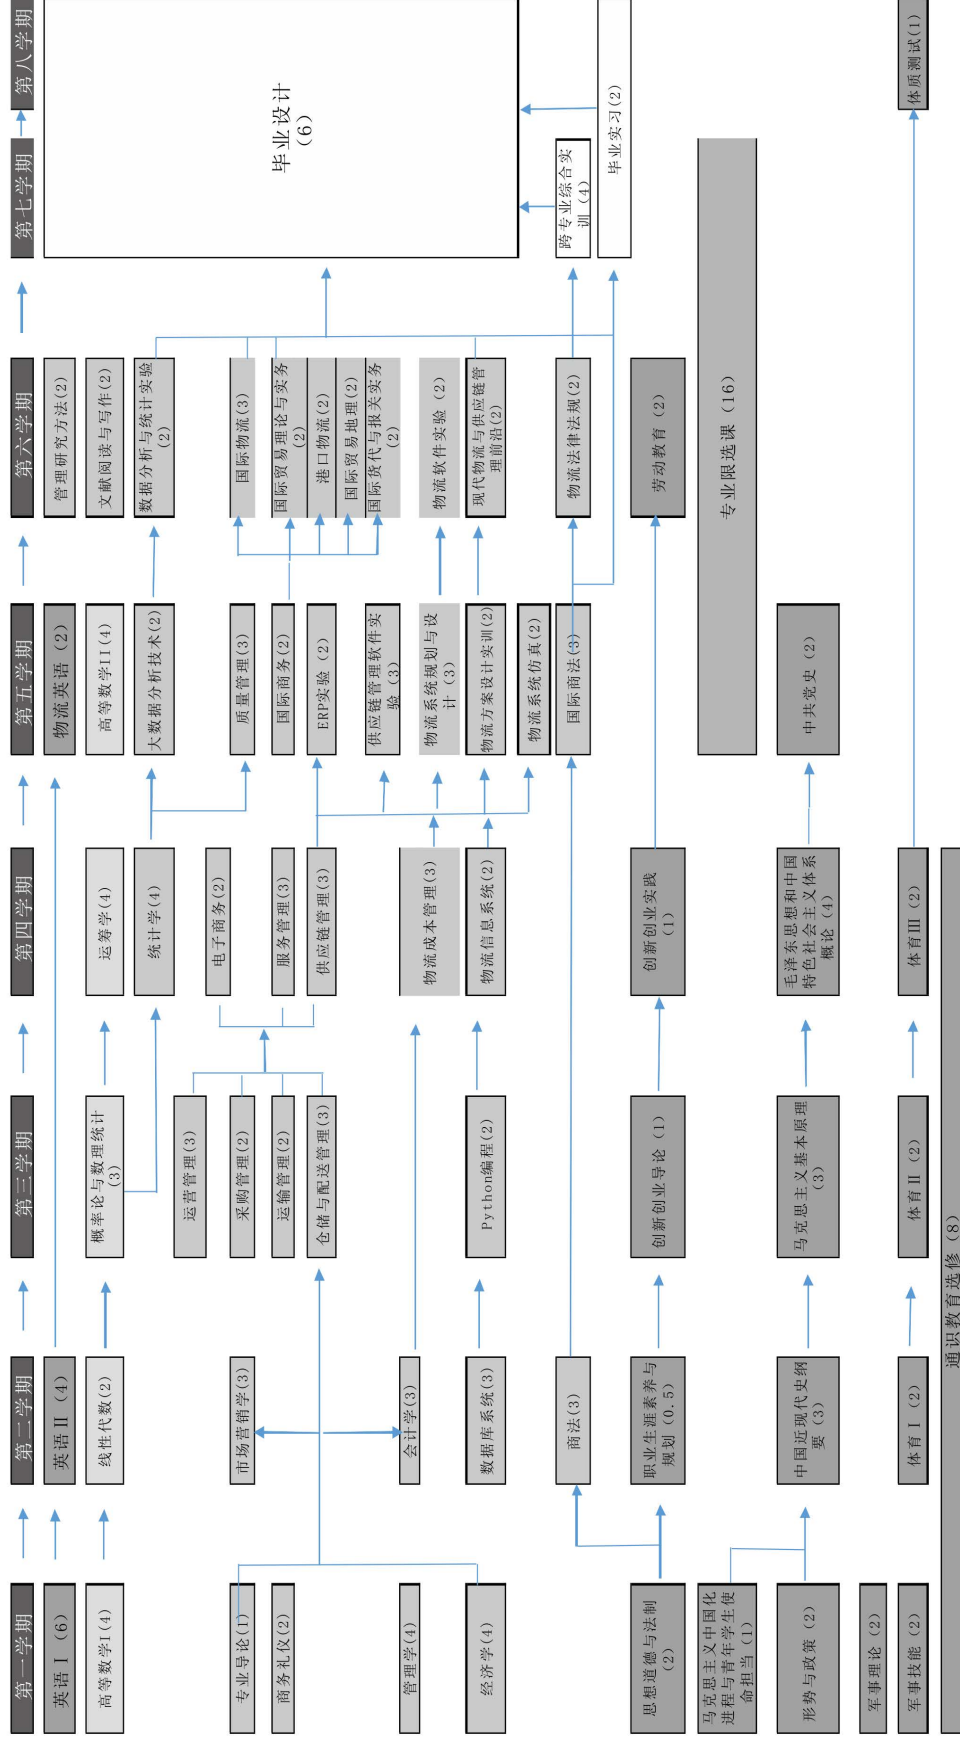 第一学期
第二学期
第三学期
第四学期
第五学期
第六学期
第七学期
第八学期
英语Ⅰ（6）
英语Ⅱ（4）
物流英语（2）
管理研究方法(2)
高等数学I(4)
线性代数(2)
概率论与数理统计
(3)
运筹学(4)
高等数学II(4)
文献阅读与写作(2)
统计学(4)
大数据分析技术(2)
数据分析与统计实验
(2)
运营管理(3)
电子商务(2)
专业导论(1)
市场营销学(3)
采购管理(2)
质量管理(3)
国际物流(3)
商务礼仪(2)
运输管理(2)
服务管理(3)
国际商务(2)
国际贸易理论与实务
(2)
仓储与配送管理(3)
供应链管理(3)
ERP实验（2）
港口物流(2)
国际贸易地理(2)
供应链管理软件实
验（3）
国际货代与报关实务
(2)
管理学(4)
会计学(3)
物流成本管理(3)
物流系统规划与设
计（3）
物流软件实验（2）
经济学(4)
数据库系统(3)
Python编程(2)
物流信息系统(2)
物流方案设计实训(2)
现代物流与供应链管
理前沿(2)
物流系统仿真(2)
商法(3)
国际商法(3)
物流法律法规(2)
毕业设计
（6）
跨专业综合实
训（4）
毕业实习(2)
思想道德与法制
(2)
职业生涯素养与
规划（0.5）
创新创业导论（1）
创新创业实践
(1)
劳动教育（2）
马克思主义中国化
进程与青年学生使
命担当（1）
专业限选课（16）
形势与政策（2）
中国近现代史纲
要（3）
马克思主义基本原理
(3)
毛泽东思想和中国
特色社会主义体系
概论（4）
中共党史（2）
军事理论（2）
军事技能（2）
体育Ⅰ（2）
体育Ⅱ（2）
体育Ⅲ（2）
体质测试(1)
通识教育选修（8）